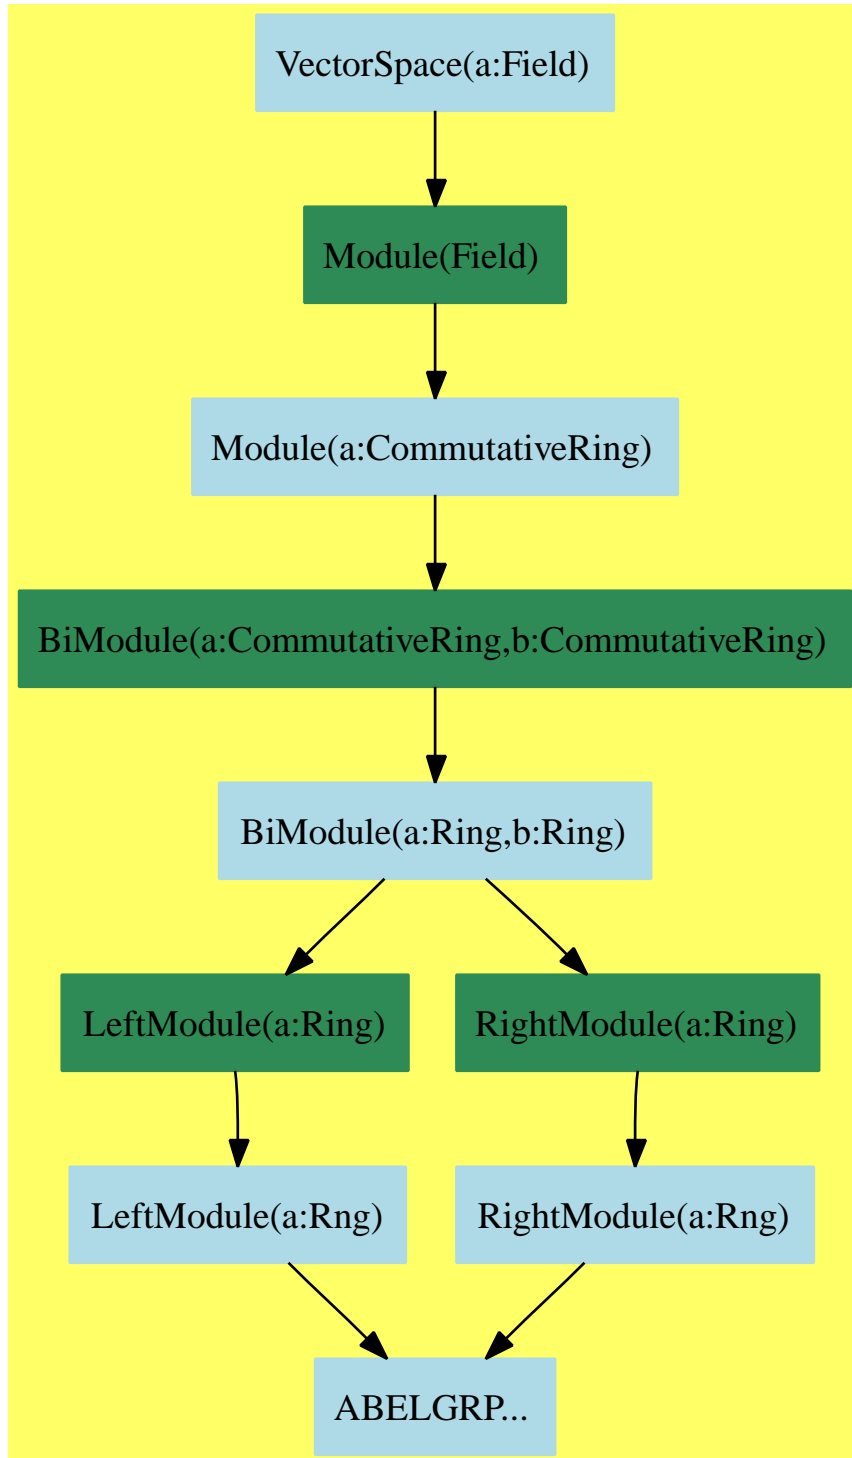 VectorSpace(a:Field)
Module(Field)
Module(a:CommutativeRing)
BiModule(a:CommutativeRing,b:CommutativeRing)
BiModule(a:Ring,b:Ring)
LeftModule(a:Ring)
RightModule(a:Ring)
LeftModule(a:Rng)
RightModule(a:Rng)
ABELGRP...